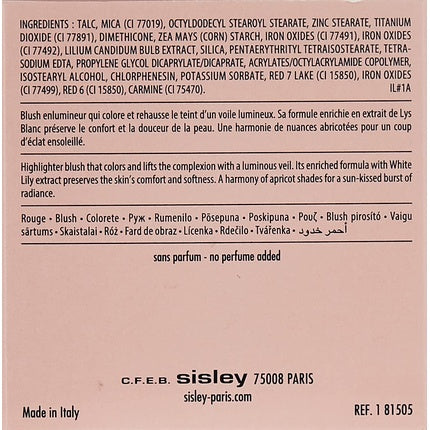 INGREDIENTS : TALC, MICA (CI 77019), OCTYLDODECYL STEAROYL STEARATE, ZINC STEARATE, TITANIUM
DIOXIDE (CI 77891), DIMETHICONE, ZEA MAYS (CORN) STARCH, IRON OXIDES (CI 77491), IRON OXIDES
(CI 77492), LILIUM CANDIDUM BULB EXTRACT, SILICA, PENTAERYTHRITYL TETRAISOSTEARATE, TETRA-
SODIUM EDTA, PROPYLENE GLYCOL DICAPRYLATE/DICAPRATE, ACRYLATES/OCTYLACRYLAMIDE COPOLYMER,
ISOSTEARYL ALCOHOL, CHLORPHENESIN, POTASSIUM SORBATE, RED 7 LAKE (CI 15850), IRON OXIDES
(CI 77499), RED 6 (CI 15850), CARMINE (CI 75470). IL#1A
Blush enlumineur qui colore et rehausse le teint d'un voile lumineux. Sa formule enrichie en extrait de Lys
Blanc préserve le confort et la douceur de la peau. Une harmonie de nuances abricotées pour un coup
d'éclat ensoleillé.
Highlighter blush that colors and lifts the complexion with a luminous veil. Its enriched formula with White
Lily extract preserves the skin's comfort and softness. A harmony of apricot shades for a sun-kissed burst of
radiance.
Rouge • Blush • Colorete • Руж • Rumenilo • Põsepuna • Poskipuna • Ρουζ • Blush pirosító • Vaigu
sārtums • Skaistalai • Róż • Fard de obraz • Lícenka • Rdečilo • Tvářenka • أحمر خدود
sans parfum - no perfume added
C.F.E.B. sisley 75008 PARIS
sisley-paris.com
Made in Italy REF. 1 81505